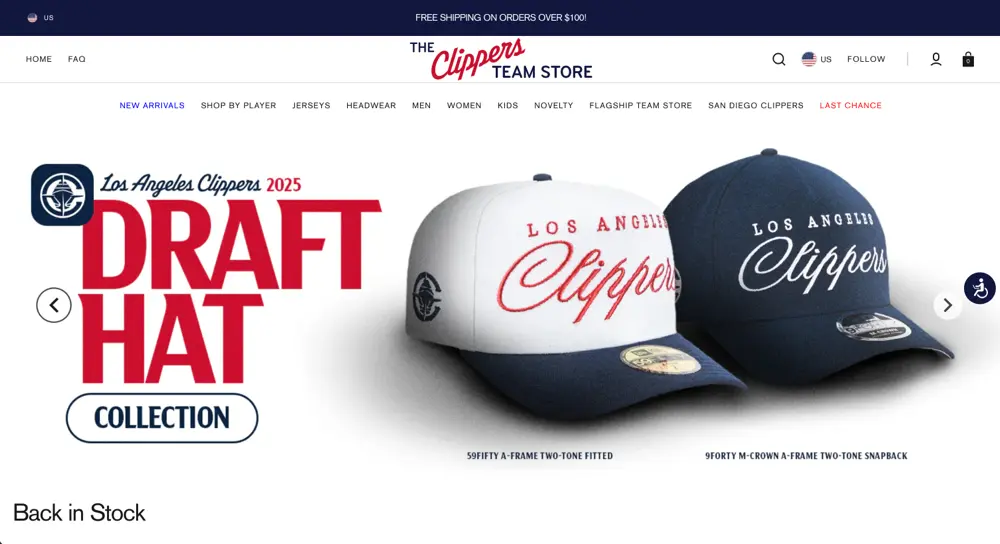 US
FREE SHIPPING ON ORDERS OVER $100!
HOME
FAQ
THE
Clippers
TEAM STORE
US
FOLLOW
0
NEW ARRIVALS
SHOP BY PLAYER
JERSEYS
HEADWEAR
MEN
WOMEN
KIDS
NOVELTY
FLAGSHIP TEAM STORE
SAN DIEGO CLIPPERS
LAST CHANCE
Los Angeles Clippers 2025
DRAFT
HAT
COLLECTION
LOS ANGELES
Clippers
LOS ANGELES
Clippers
59FIFTY A-FRAME TWO-TONE FITTED
9FORTY M-CROWN A-FRAME TWO-TONE SNAPBACK
Back in Stock